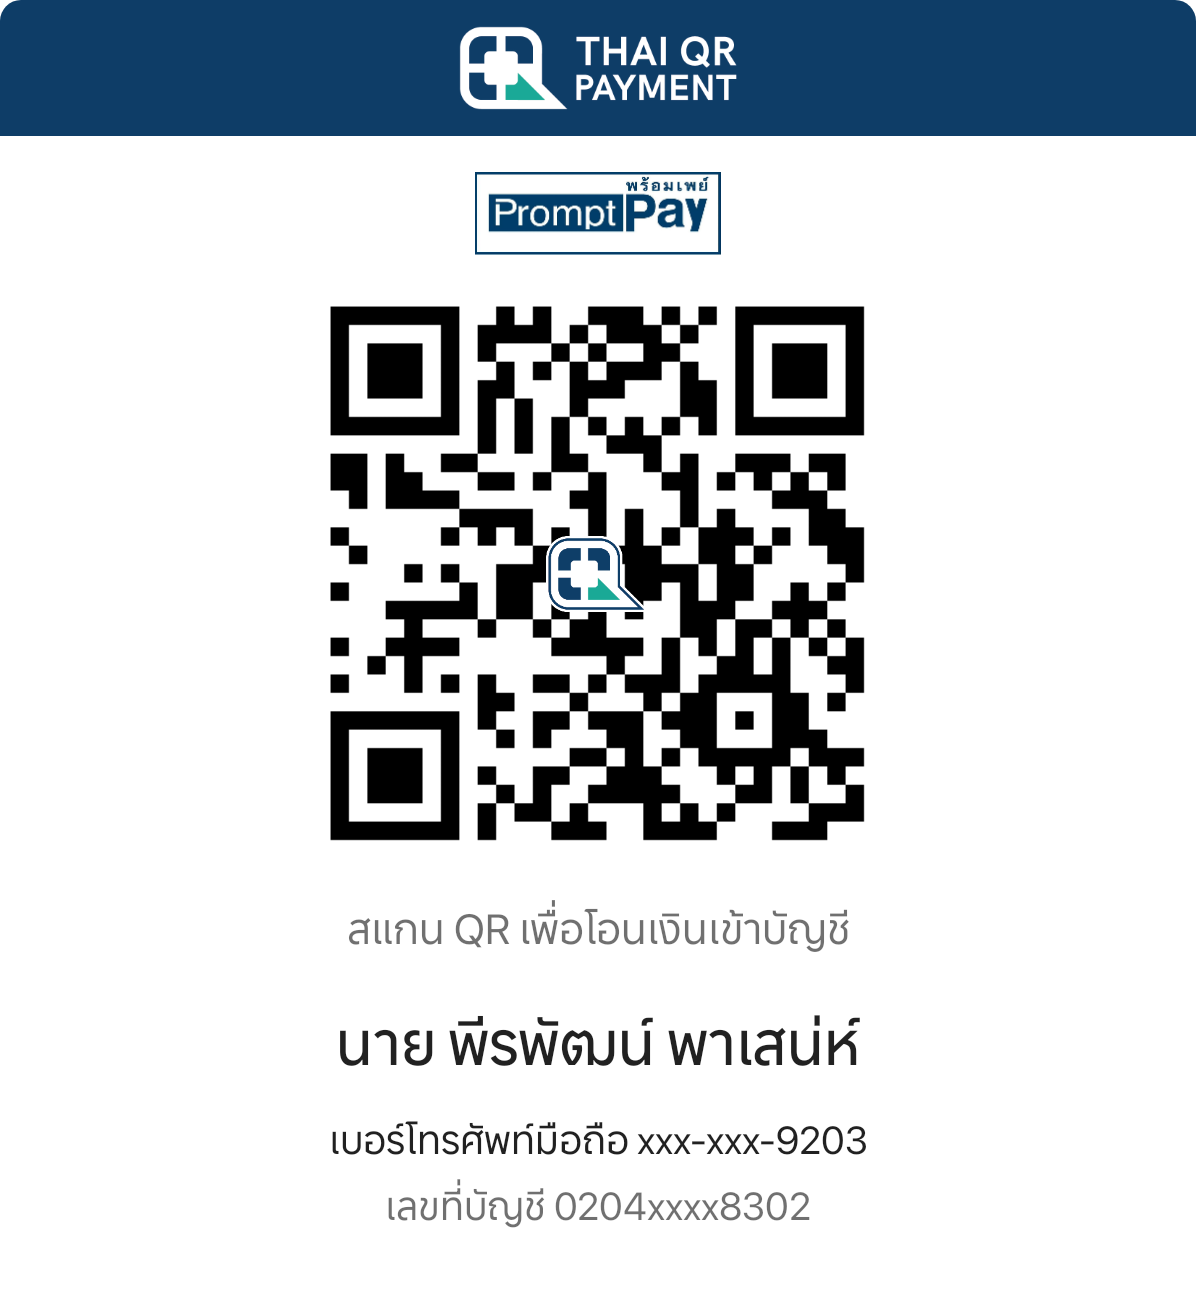 THAI QR
PAYMENT
พร้อมเพย์
PromptPay
สแกน QR เพื่อโอนเงินเข้าบัญชี
นาย พีรพัฒน์ พาเสน่ห์
เบอร์โทรศัพท์มือถือ xxx-xxx-9203
เลขที่บัญชี 0204xxxx8302